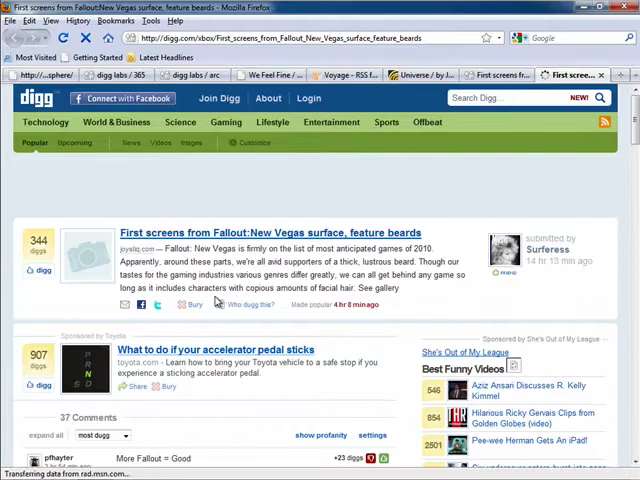 First screens from Fallout:New Vegas surface, feature beards - Mozilla Firefox
File Edit View History Bookmarks Tools Help
http://digg.com/xbox/First_screens_from_Fallout_New_Vegas_surface_feature_beards
Google
Most Visited Getting Started Latest Headlines
http://...sphere/ digg labs / 365 digg labs / arc We Feel Fine / ... Voyage - RSS f... Universe / by J... First screens fr... First scree...
digg Connect with Facebook Join Digg About Login Search Digg... NEW!
Technology World & Business Science Gaming Lifestyle Entertainment Sports Offbeat
Popular Upcoming News Videos Images Customize
344
diggs
digg
First screens from Fallout:New Vegas surface, feature beards
joystiq.com — Fallout: New Vegas is firmly on the list of most anticipated games of 2010.
Apparently, around these parts, we're all avid supporters of a thick, lustrous beard. Though our
tastes for the gaming industries various genres differ greatly, we can all get behind any game so
long as it includes characters with copious amounts of facial hair. See gallery
Bury Who dugg this? Made popular 4 hr 8 min ago
submitted by
Surferess
14 hr 13 min ago
FRIEND
Sponsored by Toyota
907
diggs
digg
What to do if your accelerator pedal sticks
toyota.com - Learn how to bring your Toyota vehicle to a safe stop if you
experience a sticking accelerator pedal.
Share Bury
37 Comments
expand all most dugg show profanity settings
pfhayter
2 hr 54 min ago
More Fallout = Good
+23 diggs
Sponsored by She's Out of My League
She's Out of My League
Best Funny Videos
546
Aziz Ansari Discusses R. Kelly
Kimmel
854
Hilarious Ricky Gervais Clips from
Golden Globes (video)
2501
Pee-wee Herman Gets An iPad!
Transferring data from rad.msn.com...